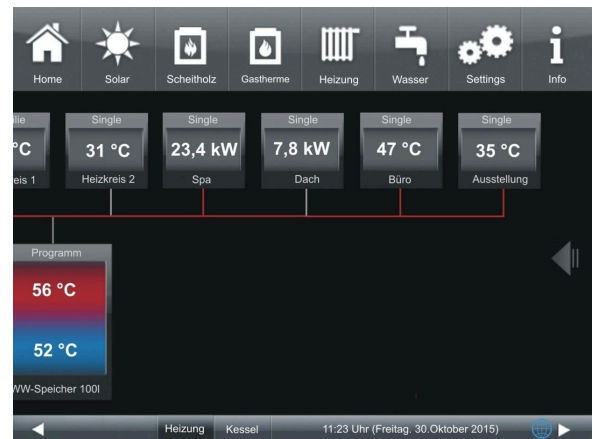 Home Solar Scheitholz Gastherme Heizung Wasser Settings Info
Single Single Single Single Single
°C 31 °C 23,4 kW 7,8 kW 47 °C 35 °C
Heizkreis 2 Spa Dach Büro Ausstellung
Programm
56 °C
52 °C
WW-Speicher 100l
Heizung Kessel 11:23 Uhr (Freitag. 30.Oktober 2015)